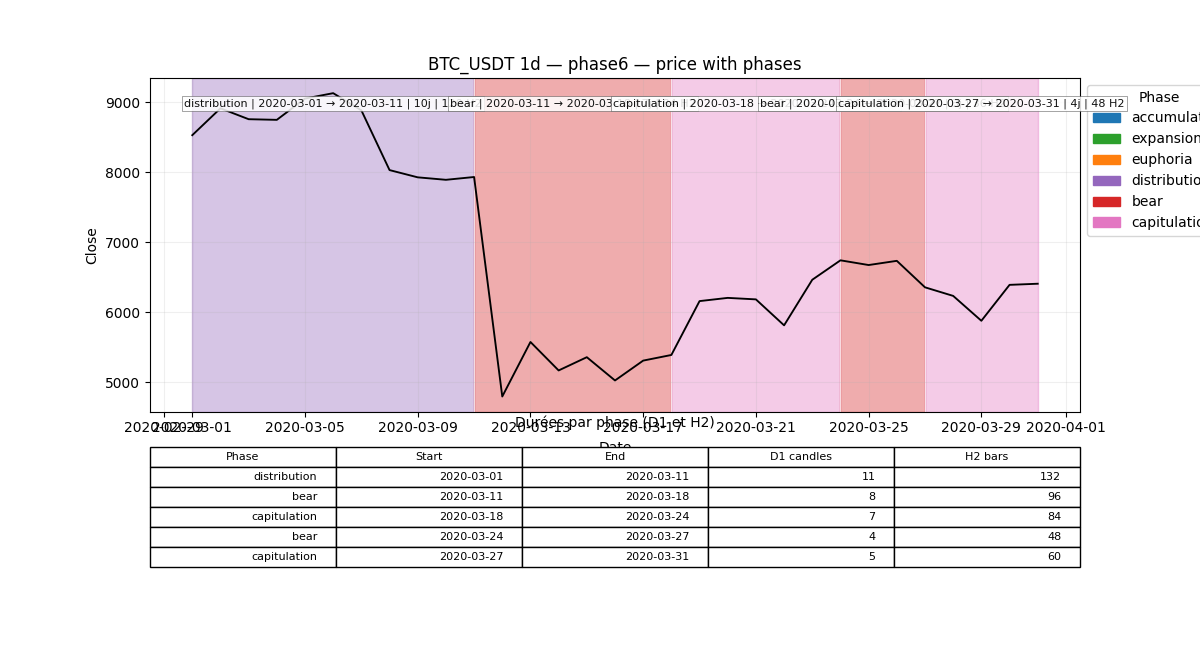 BTC_USDT 1d — phase6 — price with phases
distribution | 2020-03-01 → 2020-03-11 | 10j | 1
bear | 2020-03-11 → 2020-03
capitulation | 2020-03-18
bear | 2020-0
capitulation | 2020-03-27 → 2020-03-31 | 4j | 48 H2
Phase
accumulat
expansion
euphoria
distributio
bear
capitulatio
Close
9000
8000
7000
6000
5000
2020-02-29
2020-03-01
2020-03-05
2020-03-09
2020-03-13
2020-03-17
2020-03-21
2020-03-25
2020-03-29
2020-04-01
Durées par phase (D1 et H2)
Date
Phase Start End D1 candles H2 bars
distribution 2020-03-01 2020-03-11 11 132
bear 2020-03-11 2020-03-18 8 96
capitulation 2020-03-18 2020-03-24 7 84
bear 2020-03-24 2020-03-27 4 48
capitulation 2020-03-27 2020-03-31 5 60